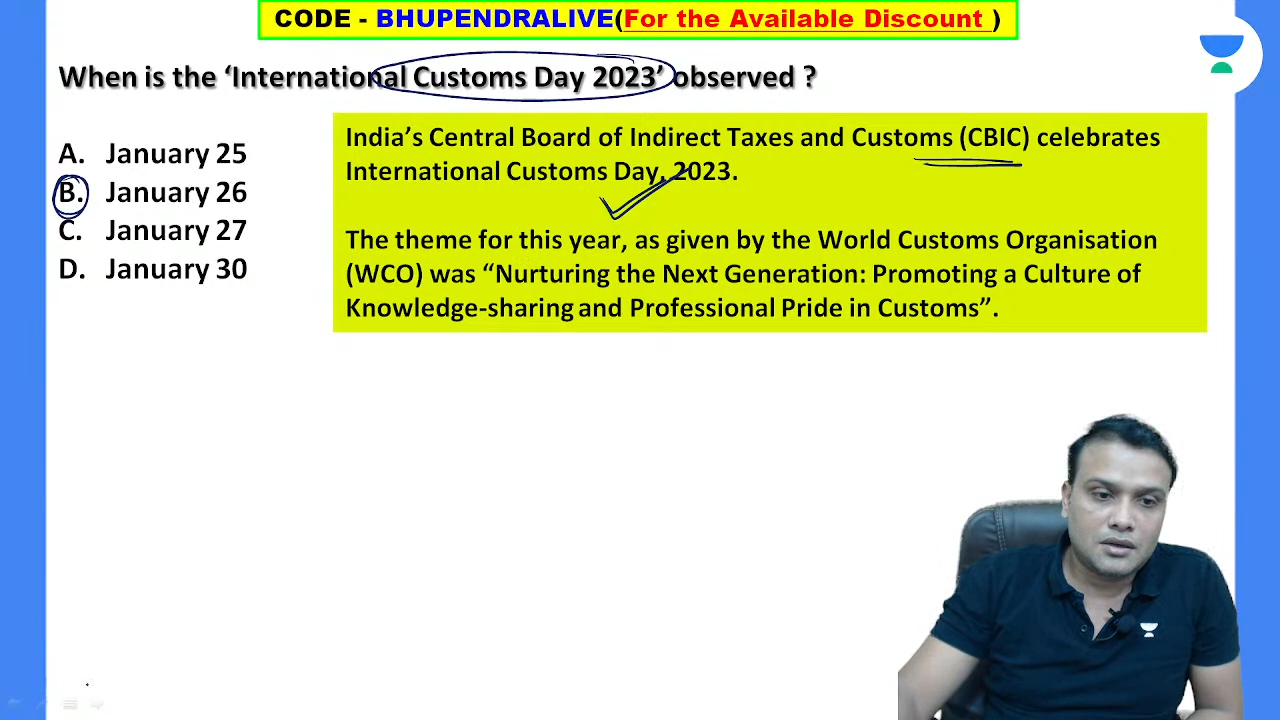 CODE - BHUPENDRALIVE(For the Available Discount )
When is the ‘International Customs Day 2023’ observed ?
A. January 25
B. January 26
C. January 27
D. January 30
India’s Central Board of Indirect Taxes and Customs (CBIC) celebrates
International Customs Day, 2023.
The theme for this year, as given by the World Customs Organisation
(WCO) was “Nurturing the Next Generation: Promoting a Culture of
Knowledge-sharing and Professional Pride in Customs”.